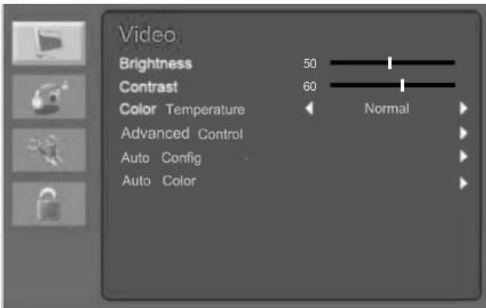 Video
Brightness 50
Contrast 60
Color Temperature Normal
Advanced Control
Auto Config
Auto Color